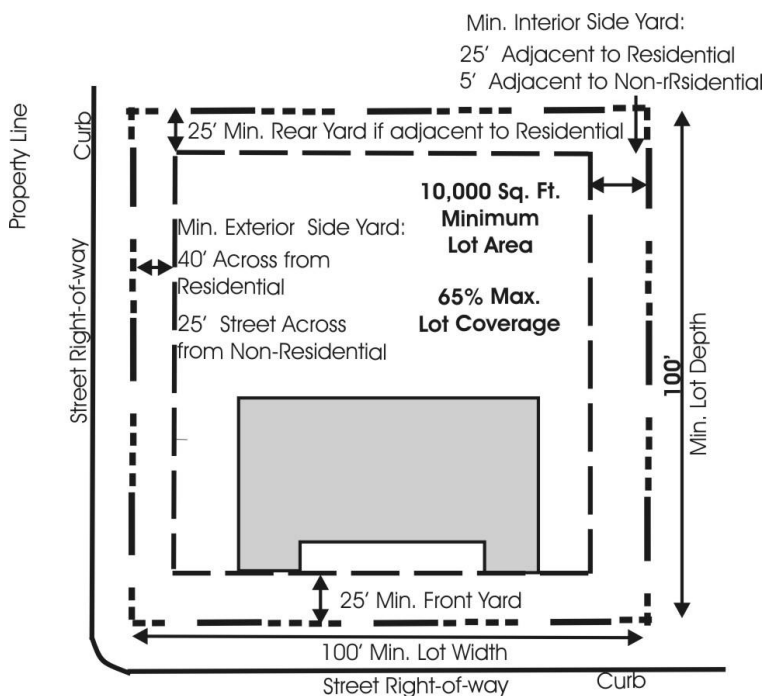 Min. Interior Side Yard:
25' Adjacent to Residential
5' Adjacent to Non-rRsidential
Property Line
Curb
25' Min. Rear Yard if adjacent to Residential
10,000 Sq. Ft.
Minimum
Lot Area
Min. Exterior Side Yard:
40' Across from
Residential
65% Max.
Lot Coverage
25' Street Across
from Non-Residential
Street Right-of-way
100'
Min. Lot Depth
25' Min. Front Yard
100' Min. Lot Width
Street Right-of-way
Curb